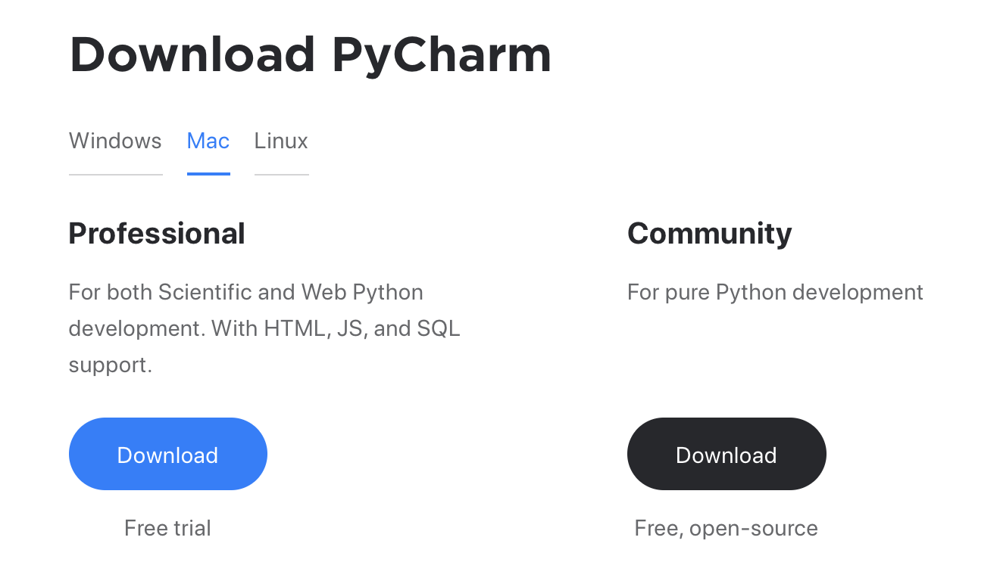 Download PyCharm
Windows Mac Linux
Professional
For both Scientific and Web Python
development. With HTML, JS, and SQL
support.
Download
Free trial
Community
For pure Python development
Download
Free, open-source